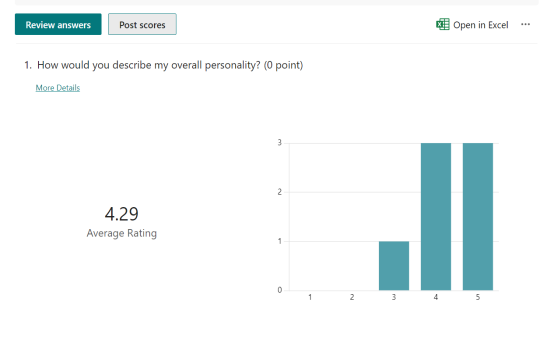 Review answers
Post scores
Open in Excel
...
1. How would you describe my overall personality? (0 point)
More Details
4.29
Average Rating
3
2
1
0
1 2 3 4 5